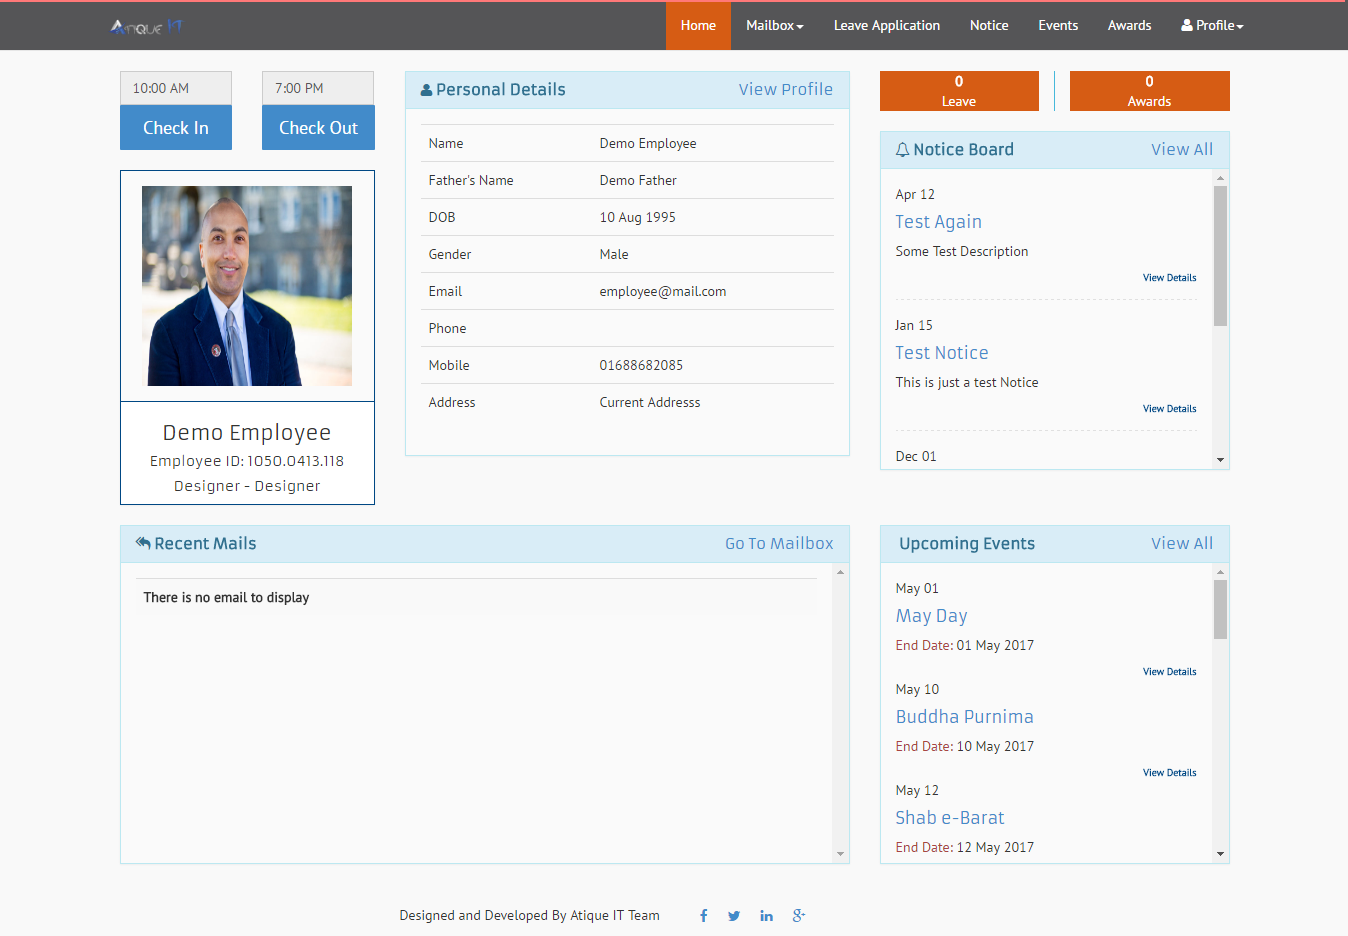 Atique IT
Home
Mailbox
Leave Application
Notice
Events
Awards
Profile
10:00 AM
7:00 PM
Check In
Check Out
Demo Employee
Employee ID: 1050.0413.118
Designer - Designer
Personal Details
View Profile
Name Demo Employee
Father's Name Demo Father
DOB 10 Aug 1995
Gender Male
Email employee@mail.com
Phone
Mobile 01688682085
Address Current Addresss
0
Leave
0
Awards
Notice Board
View All
Apr 12
Test Again
Some Test Description
View Details
Jan 15
Test Notice
This is just a test Notice
View Details
Dec 01
Recent Mails
Go To Mailbox
There is no email to display
Upcoming Events
View All
May 01
May Day
End Date: 01 May 2017
View Details
May 10
Buddha Purnima
End Date: 10 May 2017
View Details
May 12
Shab e-Barat
End Date: 12 May 2017
Designed and Developed By Atique IT Team